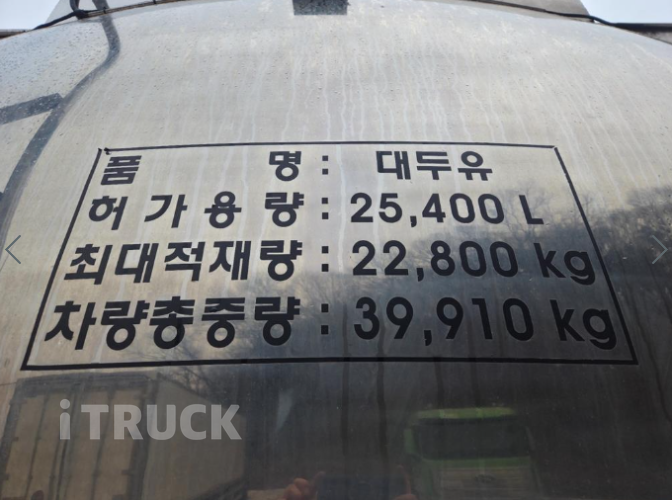 품 명 : 대두유
허 가 용 량 : 25,400 L
최대적재량 : 22,800 kg
차량총중량 : 39,910 kg
iTRUCK